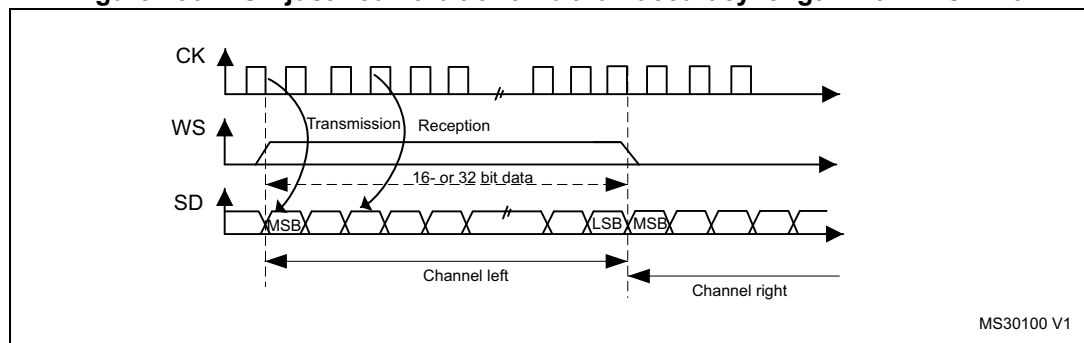 CK
Transmission
Reception
WS
16- or 32 bit data
SD
MSB
LSB
MSB
Channel left
Channel right
MS30100 V1